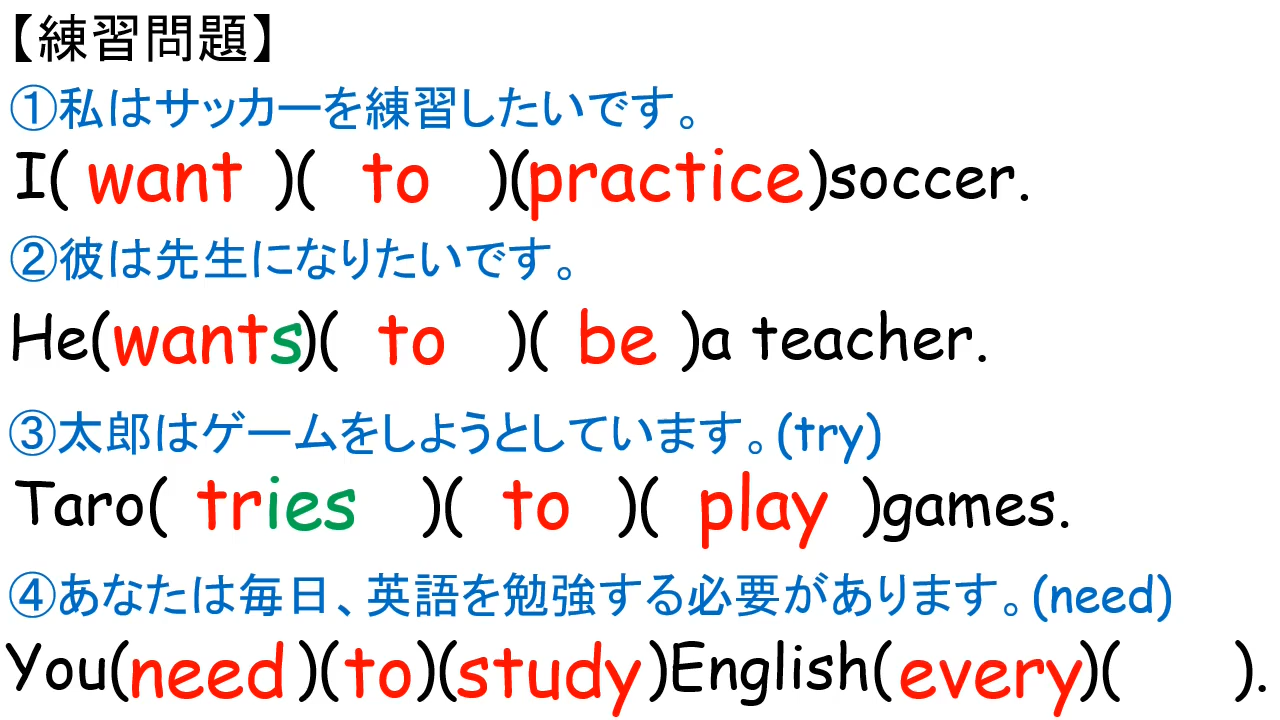 【練習問題】
①私はサッカーを練習したいです。
I( want )( to )(practice)soccer.
②彼は先生になりたいです。
He(wants)( to )( be )a teacher.
③太郎はゲームをしようとしています。(try)
Taro( tries )( to )( play )games.
④あなたは毎日、英語を勉強する必要があります。(need)
You(need)(to)(study)English(every)( ).